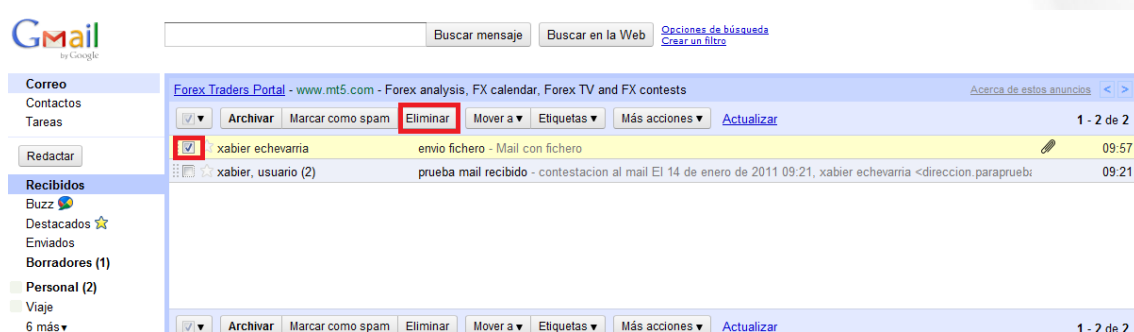 Gmail
by Google
Buscar mensaje Buscar en la Web Opciones de búsqueda
Crear un filtro
Correo
Contactos
Tareas
Redactar
Recibidos
Buzz
Destacados
Enviados
Borradores (1)
Personal (2)
Viaje
6 más▾
Forex Traders Portal - www.mt5.com - Forex analysis, FX calendar, Forex TV and FX contests Acerca de estos anuncios < >
Archivar Marcar como spam Eliminar Mover a ▾ Etiquetas ▾ Más acciones ▾ Actualizar 1 - 2 de 2
xabier echevarria envio fichero - Mail con fichero 09:57
xabier, usuario (2) prueba mail recibido - contestacion al mail El 14 de enero de 2011 09:21, xabier echevarria <direccion.paraprueba 09:21
Archivar Marcar como spam Eliminar Mover a ▾ Etiquetas ▾ Más acciones ▾ Actualizar 1 - 2 de 2